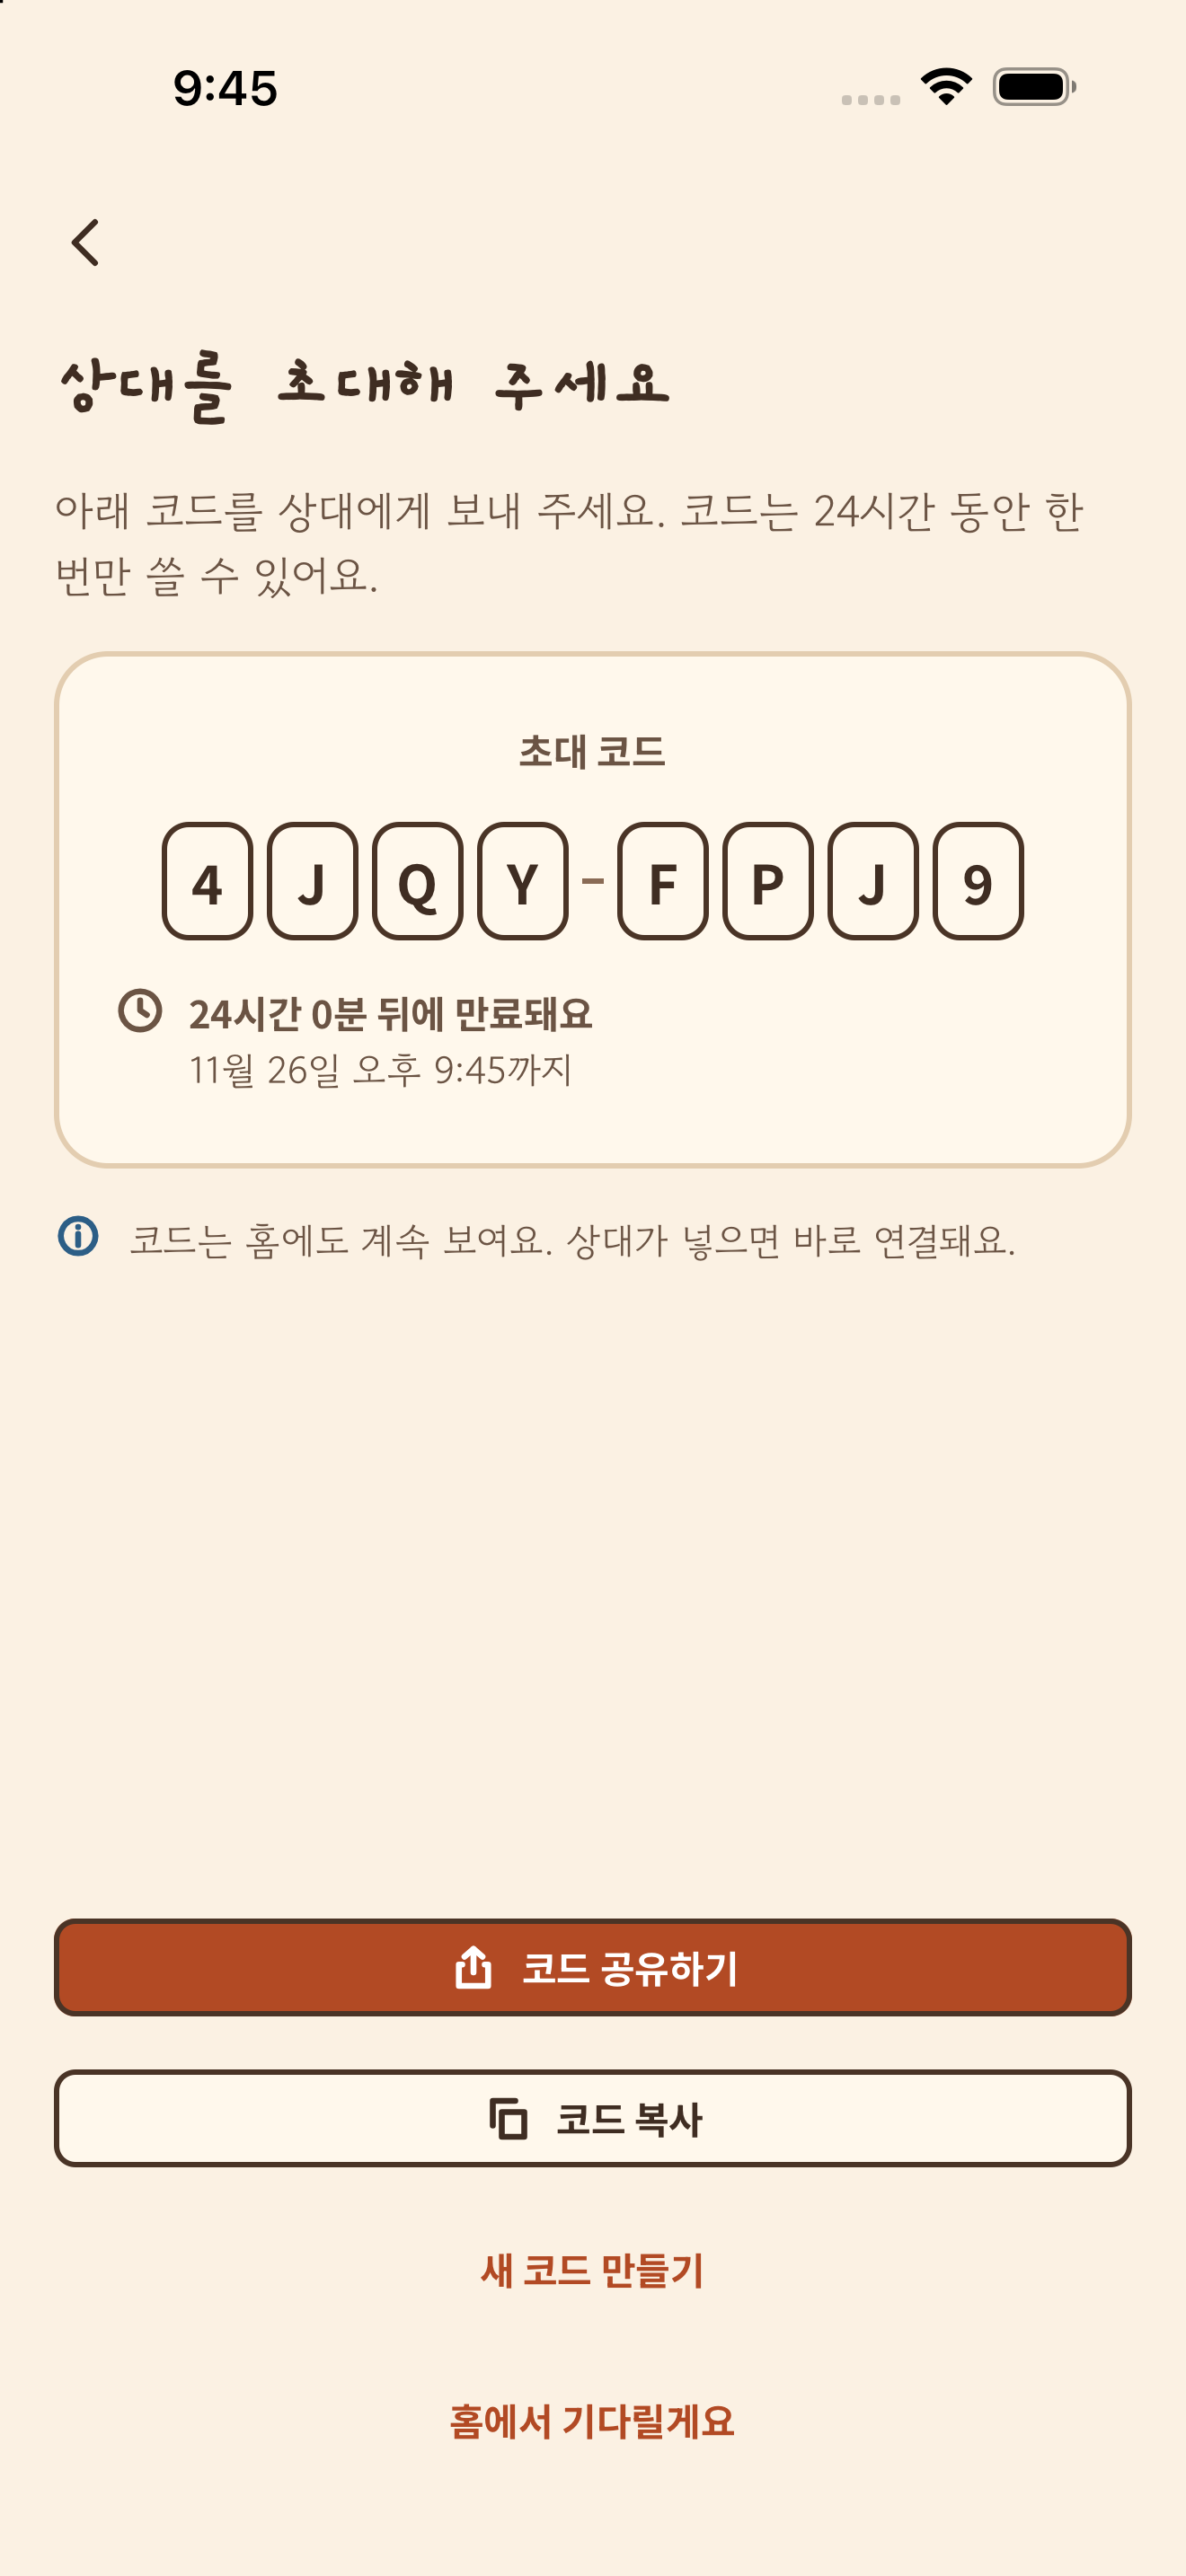 9:45
상대를 초대해 주세요
아래 코드를 상대에게 보내 주세요. 코드는 24시간 동안 한
번만 쓸 수 있어요.
초대 코드
4 J Q Y - F P J 9
24시간 0분 뒤에 만료돼요
11월 26일 오후 9:45까지
코드는 홈에도 계속 보여요. 상대가 넣으면 바로 연결돼요.
코드 공유하기
코드 복사
새 코드 만들기
홈에서 기다릴게요